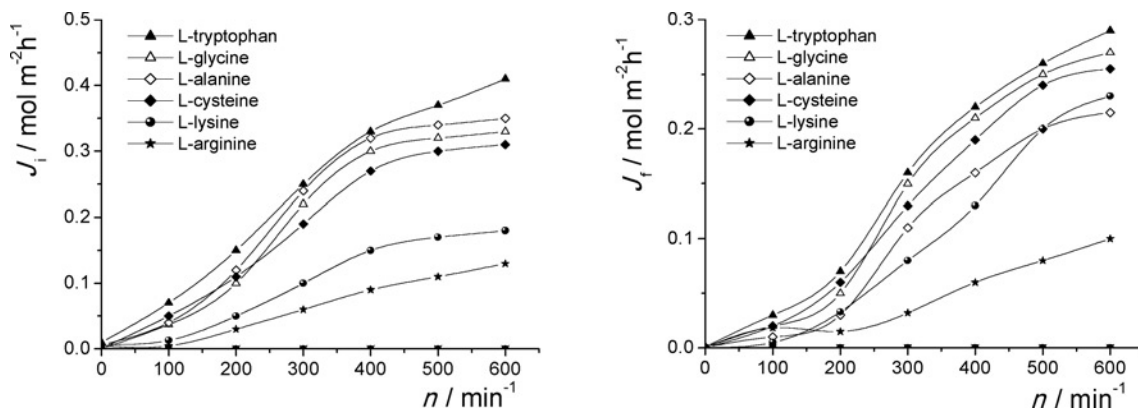 0.5
0.4
0.3
0.2
0.1
0.0
J_i / mol m⁻²h⁻¹
L-tryptophan
L-glycine
L-alanine
L-cysteine
L-lysine
L-arginine
0 100 200 300 400 500 600
n / min⁻¹
0.3
0.2
0.1
0.0
J_f / mol m⁻²h⁻¹
L-tryptophan
L-glycine
L-alanine
L-cysteine
L-lysine
L-arginine
0 100 200 300 400 500 600
n / min⁻¹